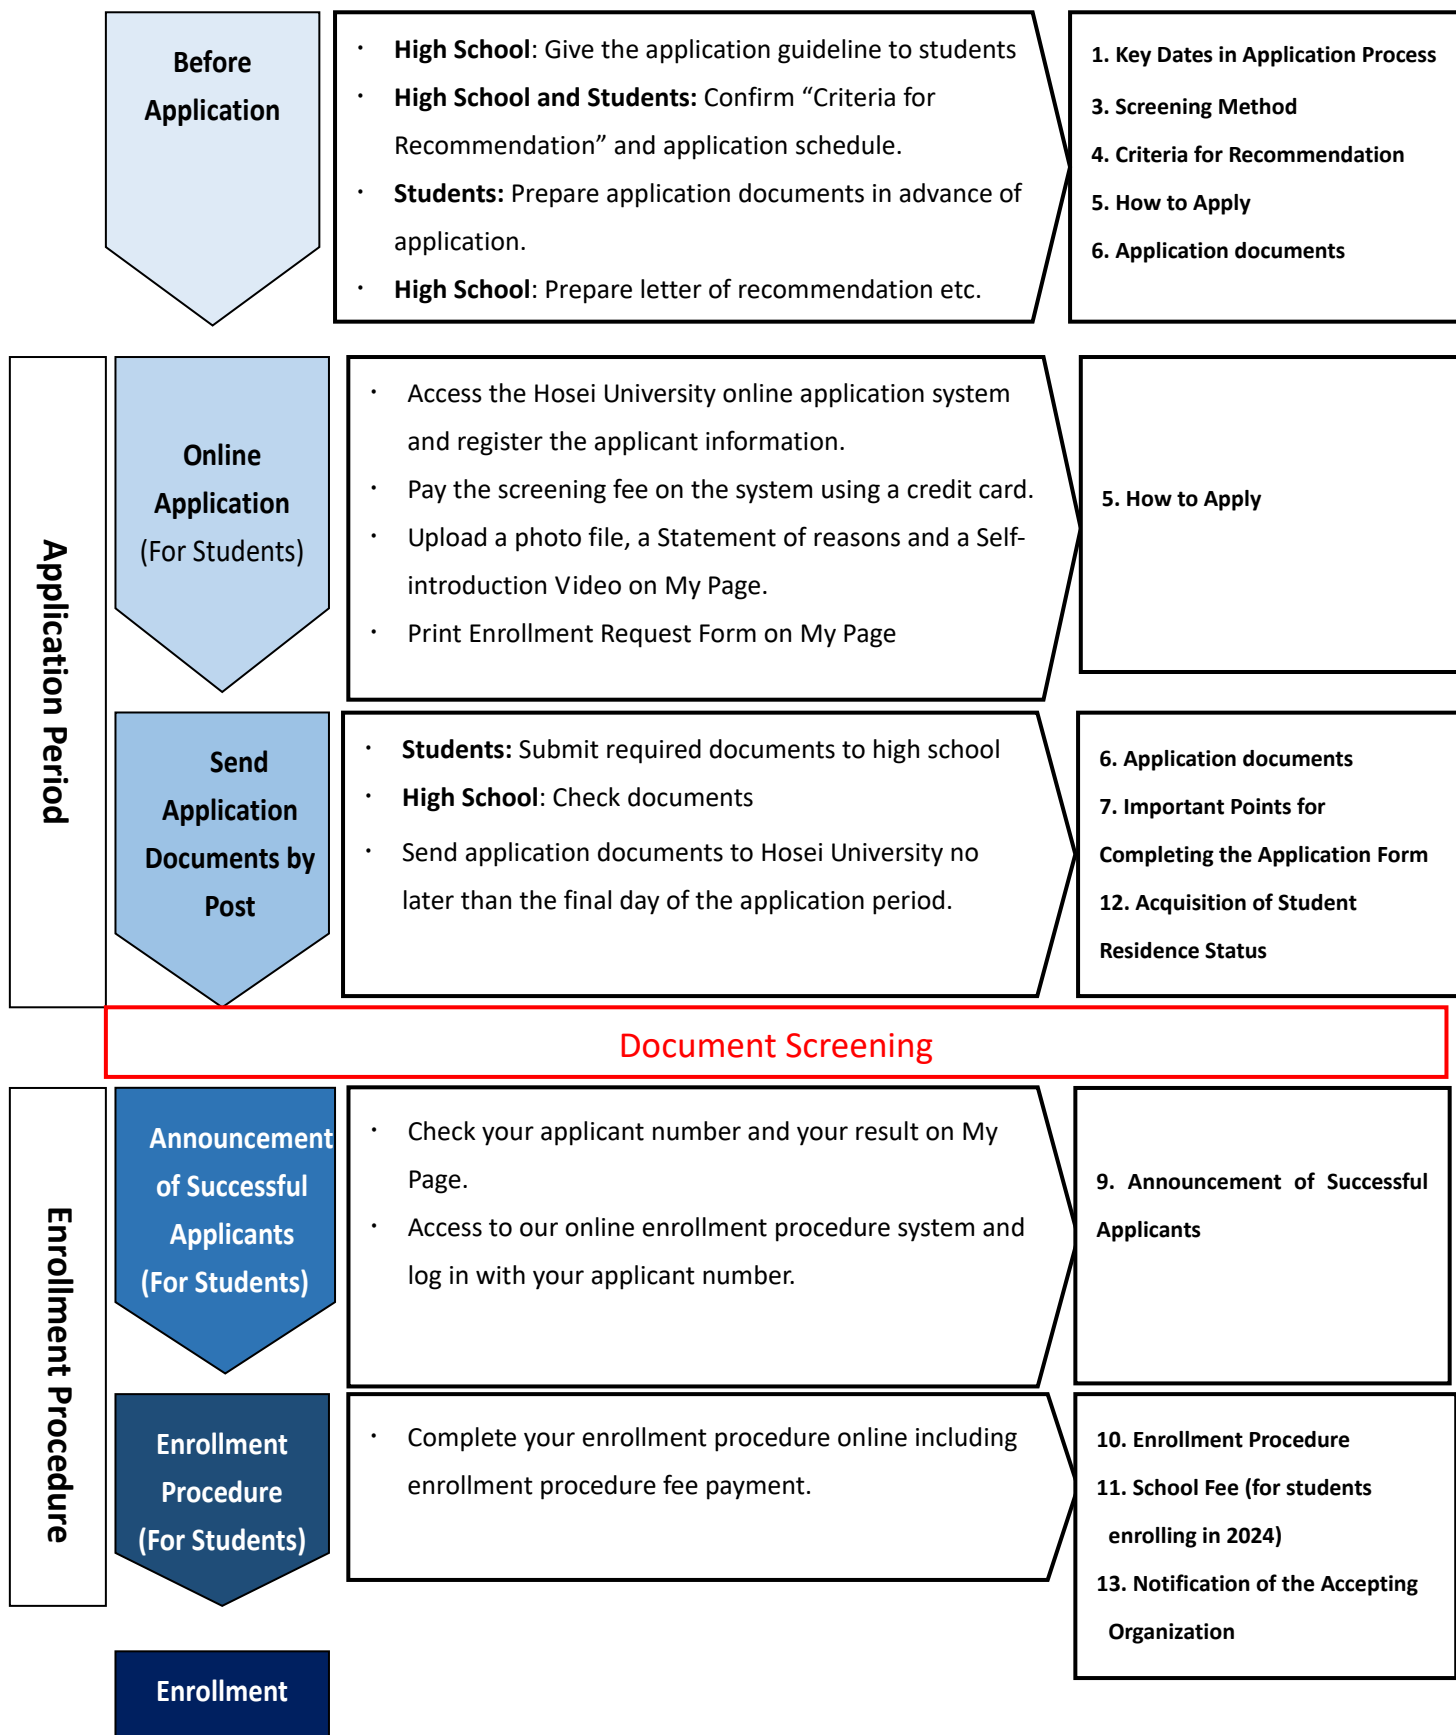 Before
Application
・ High School: Give the application guideline to students
・ High School and Students: Confirm “Criteria for
Recommendation” and application schedule.
・ Students: Prepare application documents in advance of
application.
・ High School: Prepare letter of recommendation etc.
1. Key Dates in Application Process
3. Screening Method
4. Criteria for Recommendation
5. How to Apply
6. Application documents
Application Period
Online
Application
(For Students)
・ Access the Hosei University online application system
and register the applicant information.
・ Pay the screening fee on the system using a credit card.
・ Upload a photo file, a Statement of reasons and a Self-
introduction Video on My Page.
・ Print Enrollment Request Form on My Page
5. How to Apply
Send
Application
Documents by
Post
・ Students: Submit required documents to high school
・ High School: Check documents
・ Send application documents to Hosei University no
later than the final day of the application period.
6. Application documents
7. Important Points for
Completing the Application Form
12. Acquisition of Student
Residence Status
Document Screening
Enrollment Procedure
Announcement
of Successful
Applicants
(For Students)
・ Check your applicant number and your result on My
Page.
・ Access to our online enrollment procedure system and
log in with your applicant number.
9. Announcement of Successful
Applicants
Enrollment
Procedure
(For Students)
・ Complete your enrollment procedure online including
enrollment procedure fee payment.
10. Enrollment Procedure
11. School Fee (for students
enrolling in 2024)
13. Notification of the Accepting
Organization
Enrollment